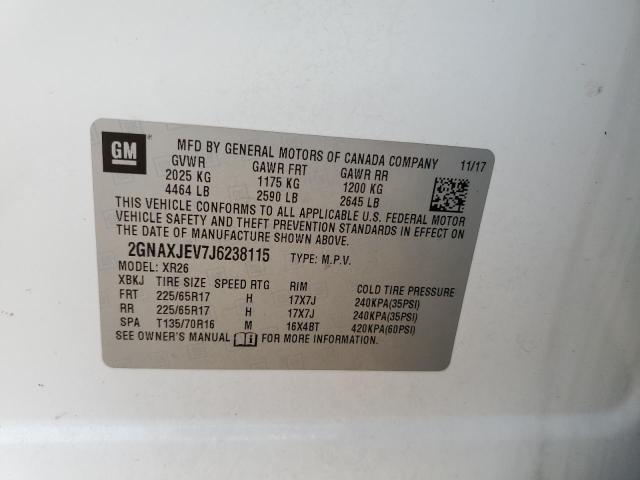 GM
MFD BY GENERAL MOTORS OF CANADA COMPANY 11/17
GVWR GAWR FRT GAWR RR
2025 KG 1175 KG 1200 KG
4464 LB 2590 LB 2645 LB
THIS VEHICLE CONFORMS TO ALL APPLICABLE U.S. FEDERAL MOTOR
VEHICLE SAFETY AND THEFT PREVENTION STANDARDS IN EFFECT ON
THE DATE OF MANUFACTURE SHOWN ABOVE.
2GNAXJEV7J6238115 TYPE: M.P.V.
MODEL: XR26
XBKJ TIRE SIZE SPEED RTG RIM COLD TIRE PRESSURE
FRT 225/65R17 H 17X7J 240KPA(35PSI)
RR 225/65R17 H 17X7J 240KPA(35PSI)
SPA T135/70R16 M 16X4BT 420KPA(60PSI)
SEE OWNER'S MANUAL FOR MORE INFORMATION.